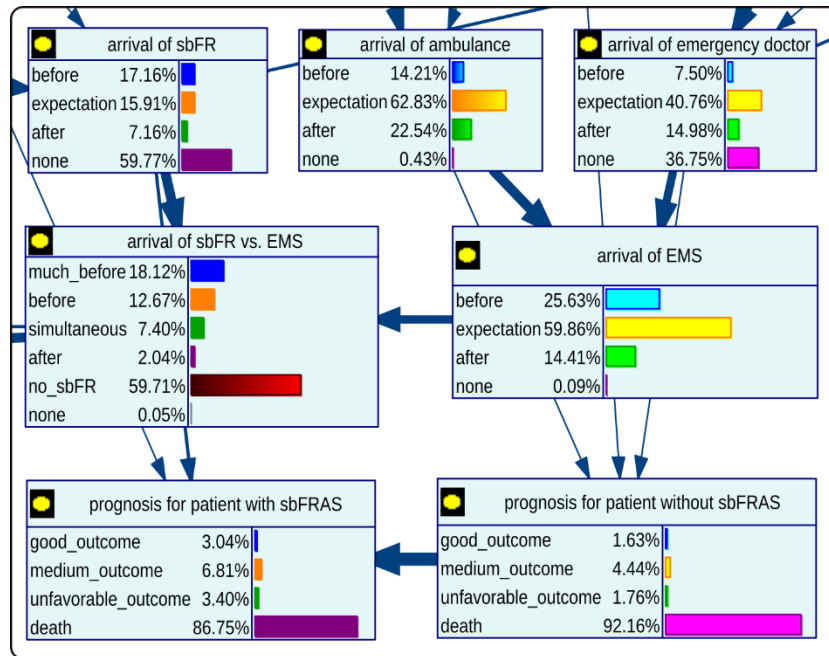 arrival of sbFR
before 17.16%
expectation 15.91%
after 7.16%
none 59.77%
arrival of ambulance
before 14.21%
expectation 62.83%
after 22.54%
none 0.43%
arrival of emergency doctor
before 7.50%
expectation 40.76%
after 14.98%
none 36.75%
arrival of sbFR vs. EMS
much_before 18.12%
before 12.67%
simultaneous 7.40%
after 2.04%
no_sbFR 59.71%
none 0.05%
arrival of EMS
before 25.63%
expectation 59.86%
after 14.41%
none 0.09%
prognosis for patient with sbFRAS
good_outcome 3.04%
medium_outcome 6.81%
unfavorable_outcome 3.40%
death 86.75%
prognosis for patient without sbFRAS
good_outcome 1.63%
medium_outcome 4.44%
unfavorable_outcome 1.76%
death 92.16%